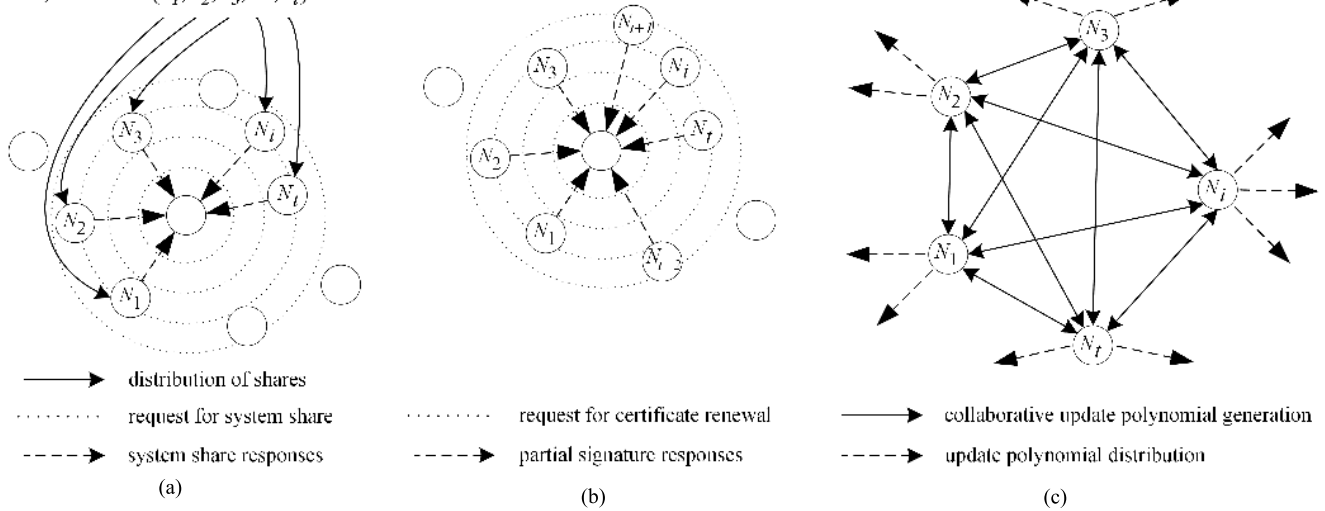 N3
N2
Ni
N1
Nt
distribution of shares
request for system share
system share responses
(a)
Ni+1
N3
Ni
Nt
N2
N1
request for certificate renewal
partial signature responses
(b)
N3
N2
Ni
N1
Nt
collaborative update polynomial generation
update polynomial distribution
(c)